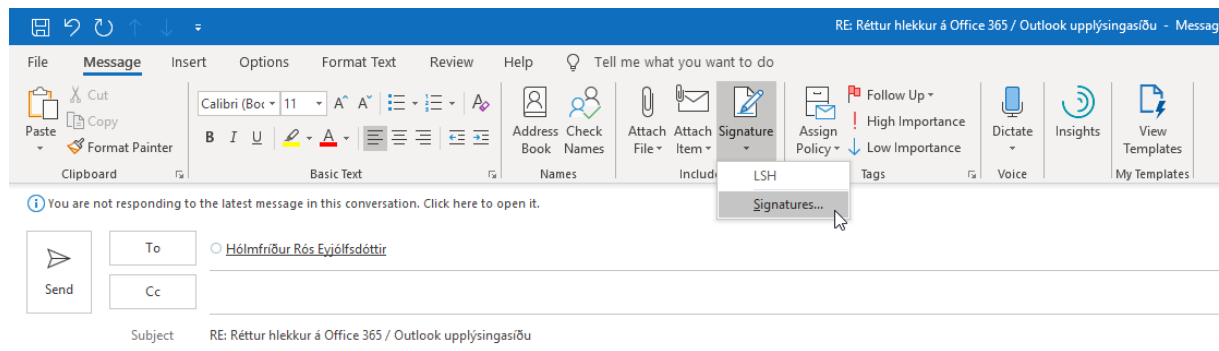 RE: Réttur hlekkur á Office 365 / Outlook upplýsingasíðu - Messag
File Message Insert Options Format Text Review Help Tell me what you want to do
Cut
Copy
Paste
Format Painter
Clipboard
Calibri (Boc 11
B I U
Basic Text
Address Book
Check Names
Names
Attach File
Attach Item
Signature
Includ
LSH
Signatures...
Assign Policy
Follow Up
High Importance
Low Importance
Tags
Dictate
Voice
Insights
View Templates
My Templates
You are not responding to the latest message in this conversation. Click here to open it.
Send
To
Hólmfríður Rós Eyjólfsdóttir
Cc
Subject RE: Réttur hlekkur á Office 365 / Outlook upplýsingasíðu